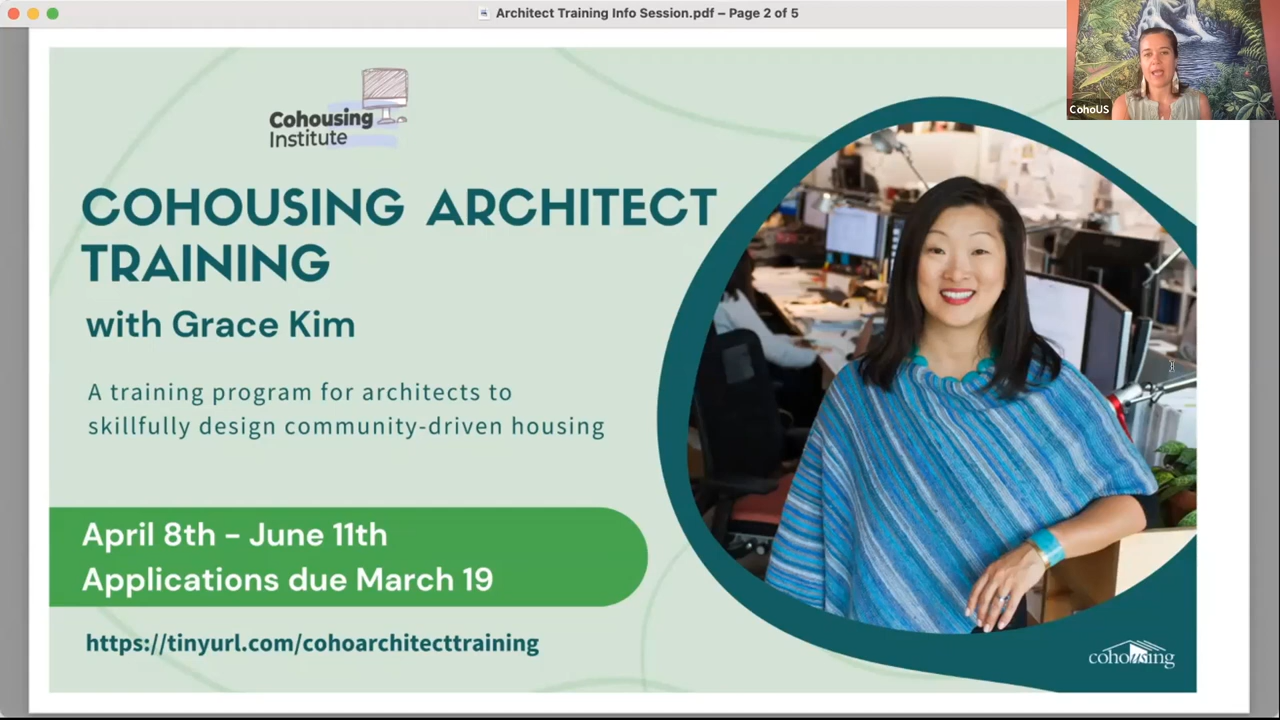 Architect Training Info Session.pdf – Page 2 of 5
CohoUS
Cohousing
Institute
COHOUSING ARCHITECT
TRAINING
with Grace Kim
A training program for architects to
skillfully design community-driven housing
April 8th - June 11th
Applications due March 19
https://tinyurl.com/cohoarchitecttraining
cohousing